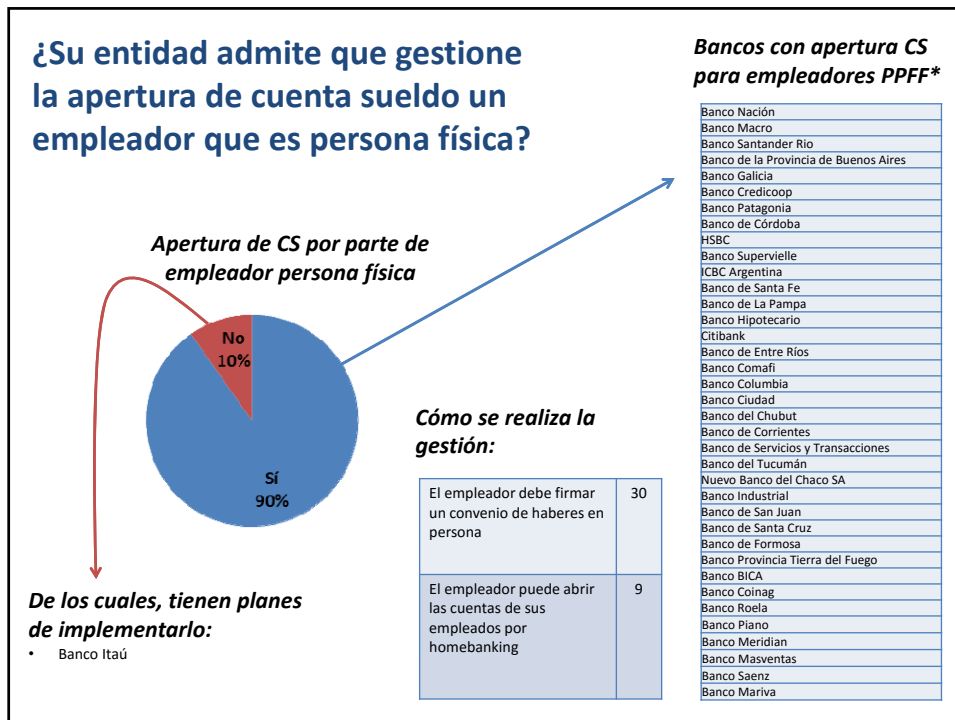 ¿Su entidad admite que gestione
la apertura de cuenta sueldo un
empleador que es persona física?
Apertura de CS por parte de
empleador persona física
No
10%
Sí
90%
De los cuales, tienen planes
de implementarlo:
• Banco Itaú
Cómo se realiza la
gestión:
El empleador debe firmar 30
un convenio de haberes en
persona
El empleador puede abrir 9
las cuentas de sus
empleados por
homebanking
Bancos con apertura CS
para empleadores PPFF*
Banco Nación
Banco Macro
Banco Santander Rio
Banco de la Provincia de Buenos Aires
Banco Galicia
Banco Credicoop
Banco Patagonia
Banco de Córdoba
HSBC
Banco Supervielle
ICBC Argentina
Banco de Santa Fe
Banco de La Pampa
Banco Hipotecario
Citibank
Banco de Entre Ríos
Banco Comafi
Banco Columbia
Banco Ciudad
Banco del Chubut
Banco de Corrientes
Banco de Servicios y Transacciones
Banco del Tucumán
Nuevo Banco del Chaco SA
Banco Industrial
Banco de San Juan
Banco de Santa Cruz
Banco de Formosa
Banco Provincia Tierra del Fuego
Banco BICA
Banco Coinag
Banco Roela
Banco Piano
Banco Meridian
Banco Masventas
Banco Saenz
Banco Mariva